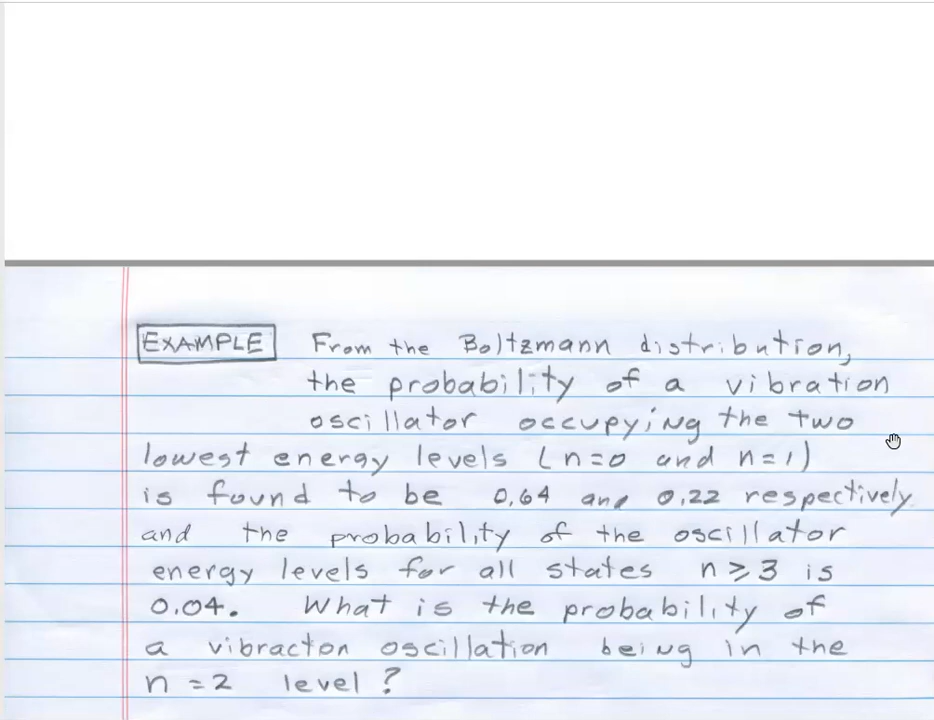 EXAMPLE From the Boltzmann distribution,
the probability of a vibration
oscillator occupying the two
lowest energy levels (n=0 and n=1)
is found to be 0.64 and 0.22 respectively
and the probability of the oscillator
energy levels for all states n ≥ 3 is
0.04. What is the probability of
a vibracton oscillation being in the
n = 2 level?